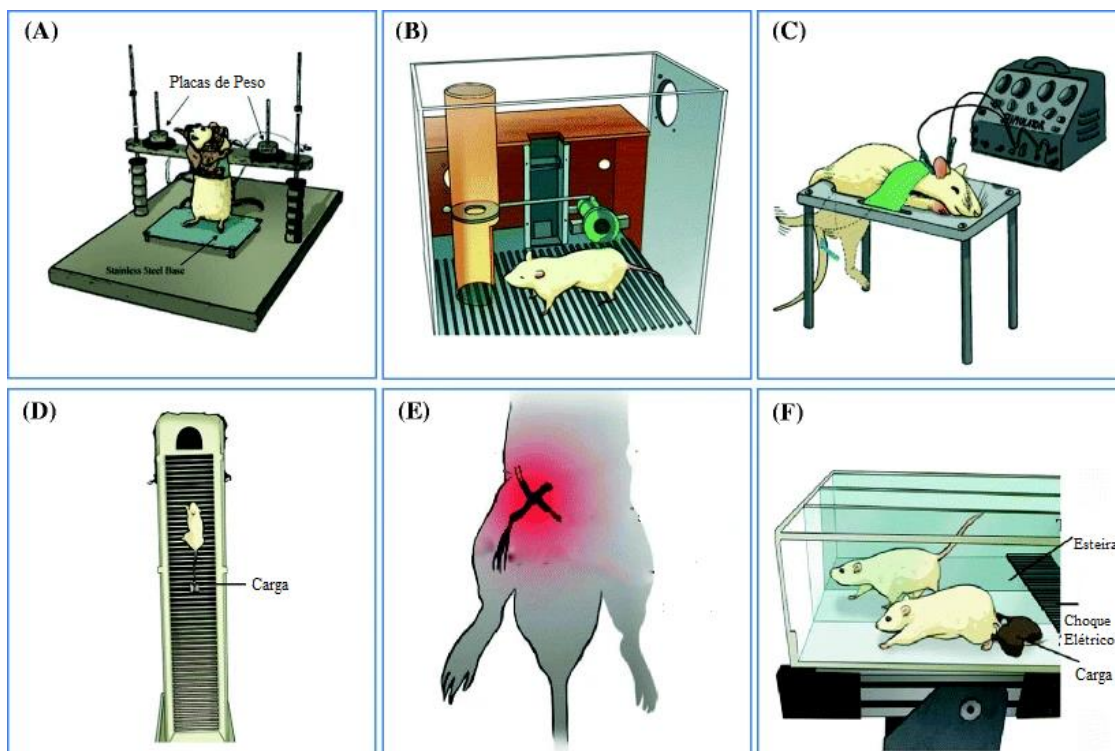 (A)
Placas de Peso
Stainless Steel Base
(B)
(C)
(D)
Carga
(E)
(F)
Esteira
Choque
Elétrico
Carga